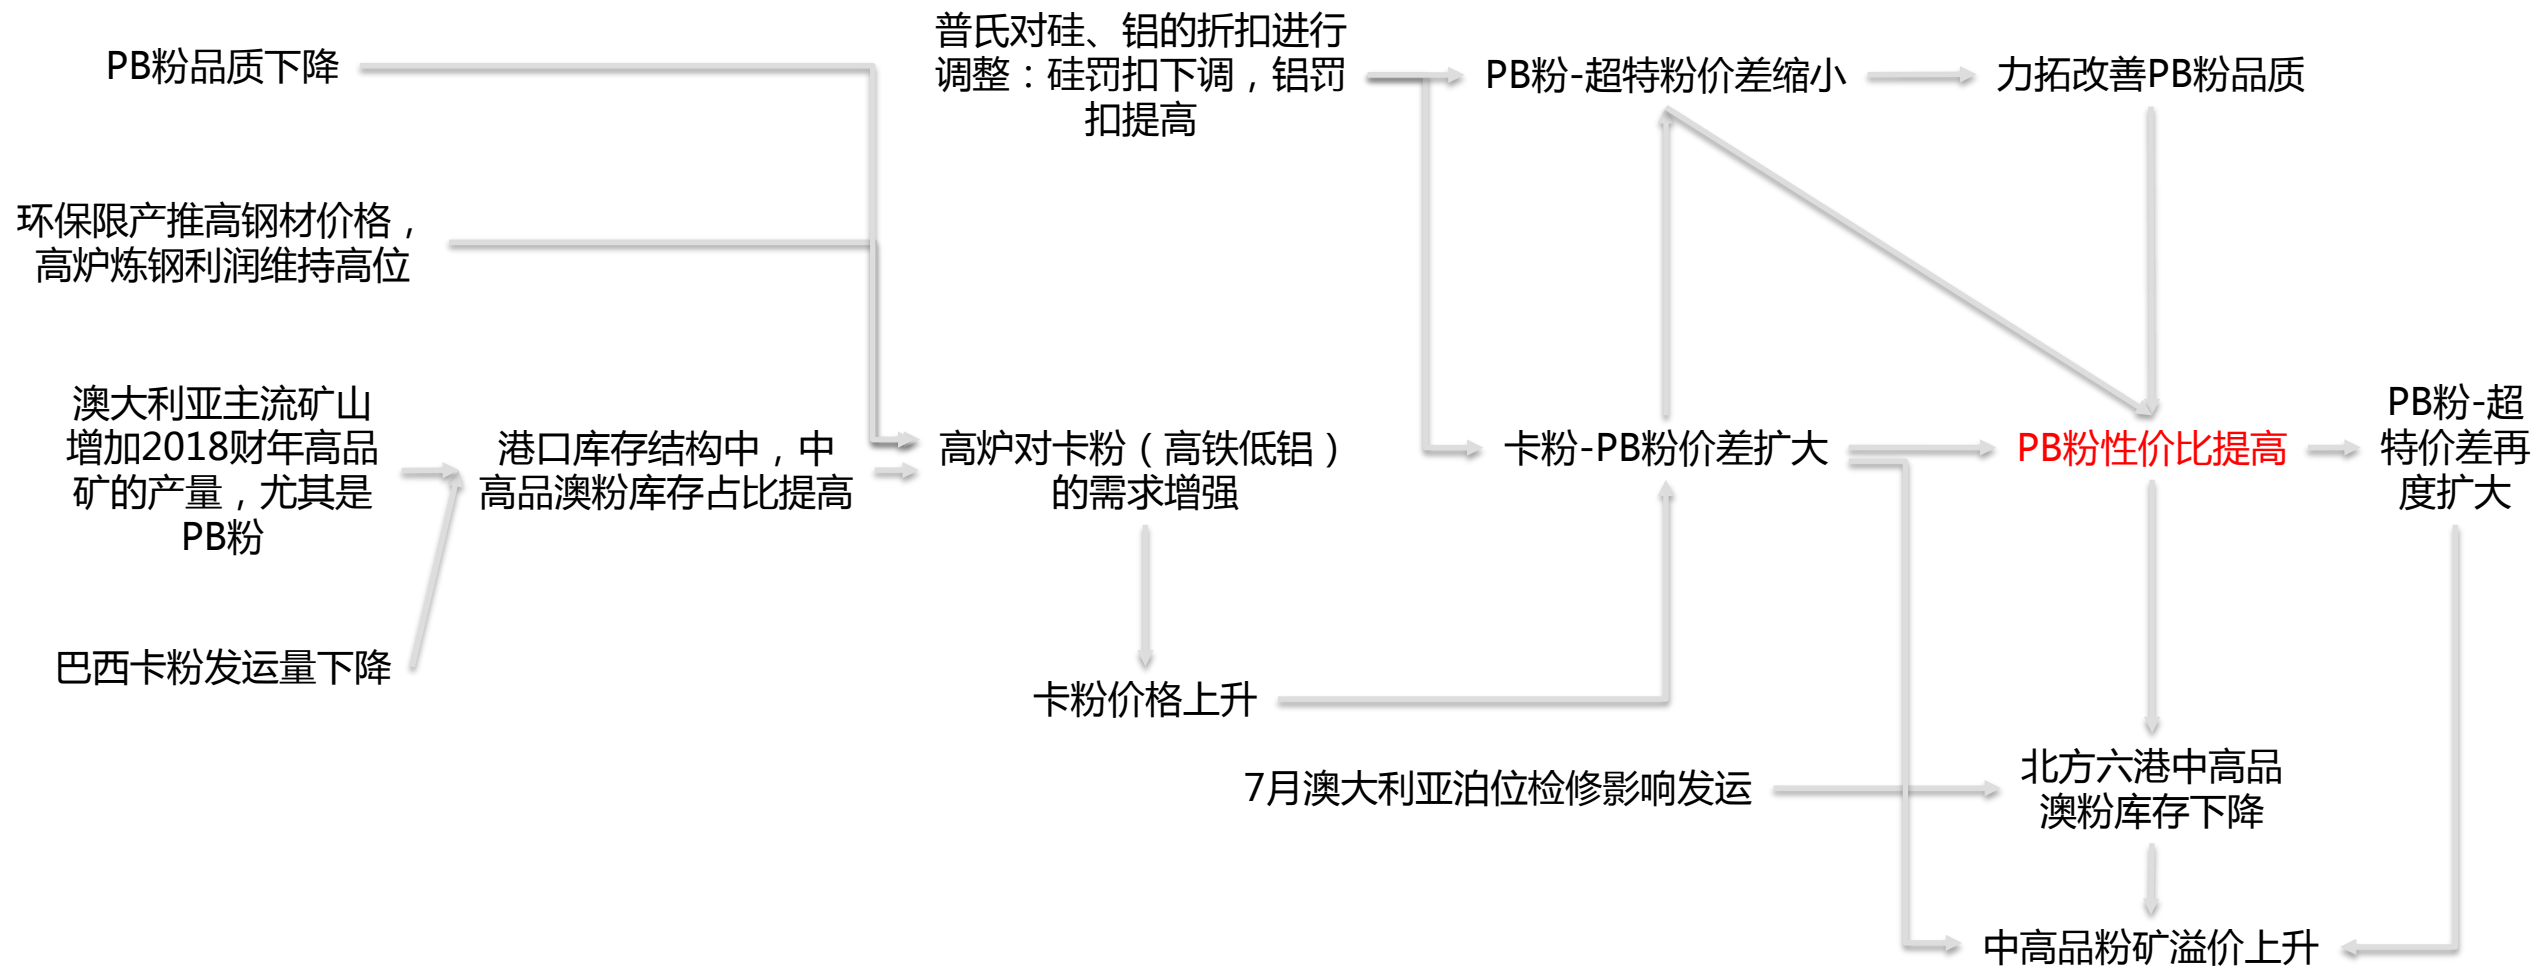 PB粉品质下降
普氏对硅、铝的折扣进行
调整：硅罚扣下调，铝罚
扣提高
PB粉-超特粉价差缩小
力拓改善PB粉品质
环保限产推高钢材价格，
高炉炼钢利润维持高位
澳大利亚主流矿山
增加2018财年高品
矿的产量，尤其是
PB粉
港口库存结构中，中
高品澳粉库存占比提高
高炉对卡粉（高铁低铝）
的需求增强
卡粉-PB粉价差扩大
PB粉性价比提高
PB粉-超
特价差再
度扩大
巴西卡粉发运量下降
卡粉价格上升
7月澳大利亚泊位检修影响发运
北方六港中高品
澳粉库存下降
中高品粉矿溢价上升